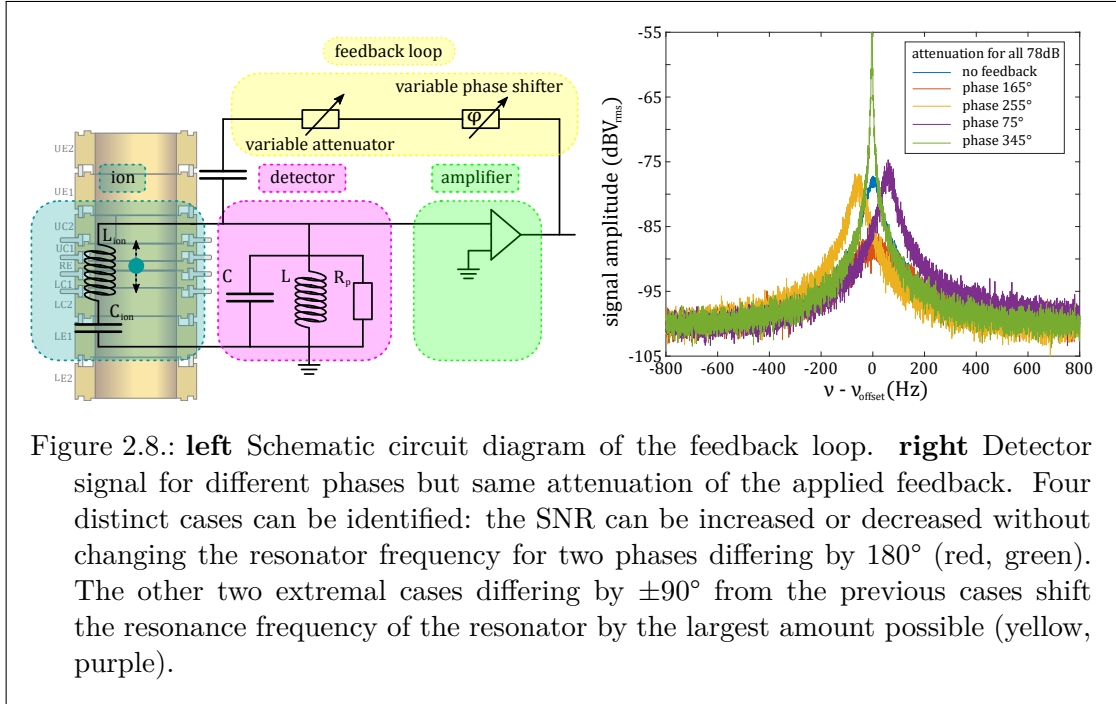 feedback loop
variable phase shifter
φ
variable attenuator
UE2
ion
detector
amplifier
UE1
UC2
L_ion
UC1
RE
LC1
LC2
C
L
R_p
C_ion
LE1
LE2
signal amplitude (dBV_rms)
-55
-65
-75
-85
-95
-105
attenuation for all 78dB
no feedback
phase 165°
phase 255°
phase 75°
phase 345°
-800 -600 -400 -200 0 200 400 600 800
ν - ν_offset (Hz)
Figure 2.8.: left Schematic circuit diagram of the feedback loop. right Detector
signal for different phases but same attenuation of the applied feedback. Four
distinct cases can be identified: the SNR can be increased or decreased without
changing the resonator frequency for two phases differing by 180° (red, green).
The other two extremal cases differing by ±90° from the previous cases shift
the resonance frequency of the resonator by the largest amount possible (yellow,
purple).